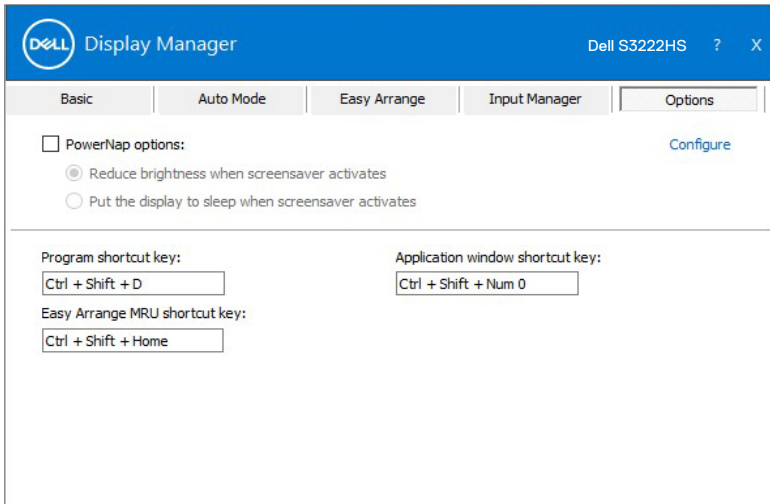 DELL Display Manager Dell S3222HS ? X
Basic Auto Mode Easy Arrange Input Manager Options
PowerNap options: Configure
Reduce brightness when screensaver activates
Put the display to sleep when screensaver activates
Program shortcut key: Application window shortcut key:
Ctrl + Shift + D Ctrl + Shift + Num 0
Easy Arrange MRU shortcut key:
Ctrl + Shift + Home